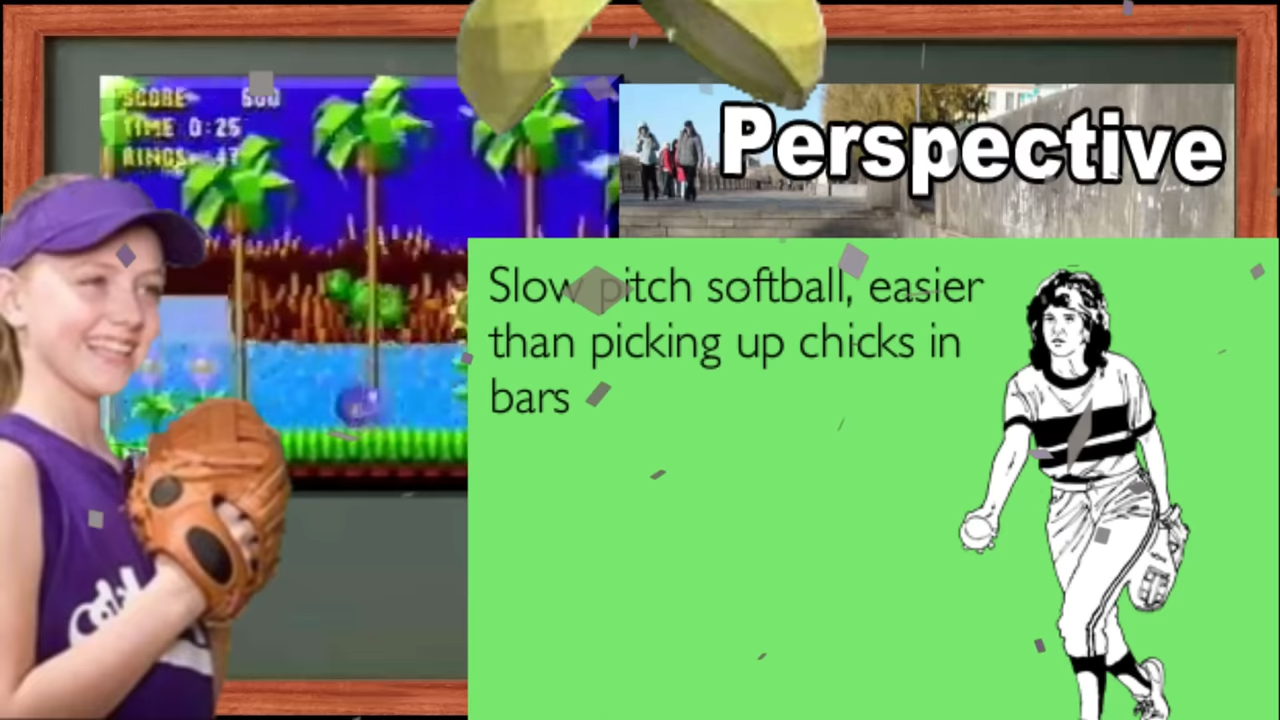 SCORE 500
TIME 0:25
RINGS 47
Perspective
Slow pitch softball, easier
than picking up chicks in
bars